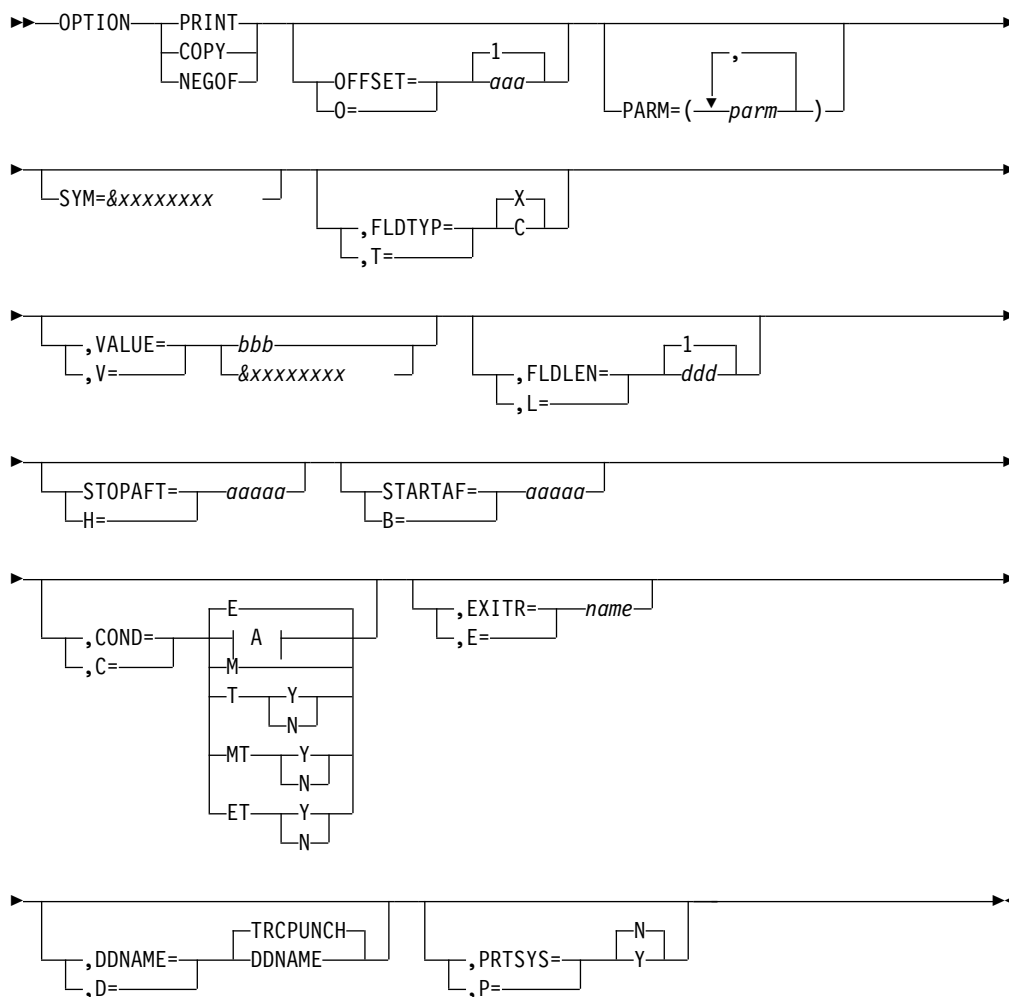 OPTION PRINT
COPY
NEGOF
OFFSET=
O=
1
aaa
PARM=(
,
parm
)
SYM=&xxxxxxxx
,FLDTYP=
,T=
X
C
,VALUE=
,V=
bbb
&xxxxxxxx
,FLDLEN=
,L=
1
ddd
STOPAFT=
H=
aaaaa
STARTAF=
B=
aaaaa
,COND=
,C=
E
A
M
T
Y
N
MT
Y
N
ET
Y
N
,EXITR=
,E=
name
,DDNAME=
,D=
TRCPUNCH
DDNAME
,PRTSYS=
,P=
N
Y